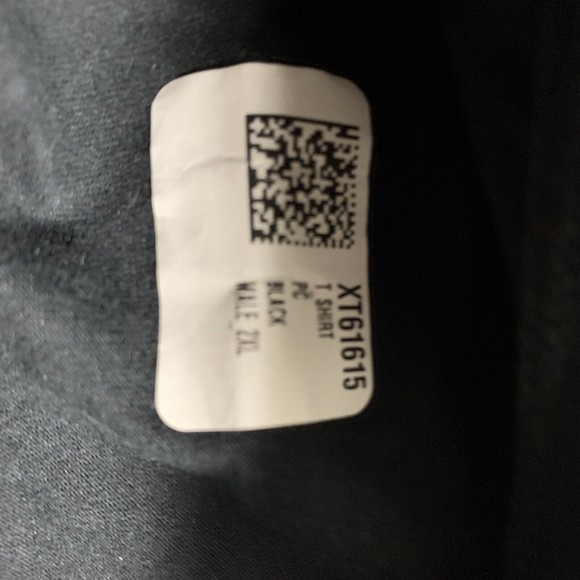 XT61615
T SHIRT
PC
BLACK
MALE 2XL